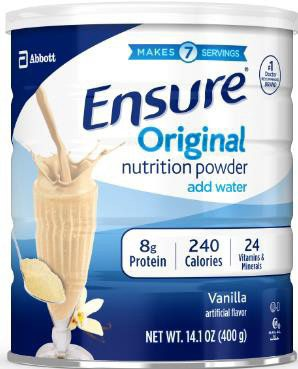 MAKES 7 SERVINGS
Abbott
Ensure®
#1
Doctor
RECOMMENDED
BRAND
Original
nutrition powder
add water
8g
Protein
240
Calories
24
Vitamins &
Minerals
Vanilla
artificial flavor
NET WT. 14.1 OZ (400 g)